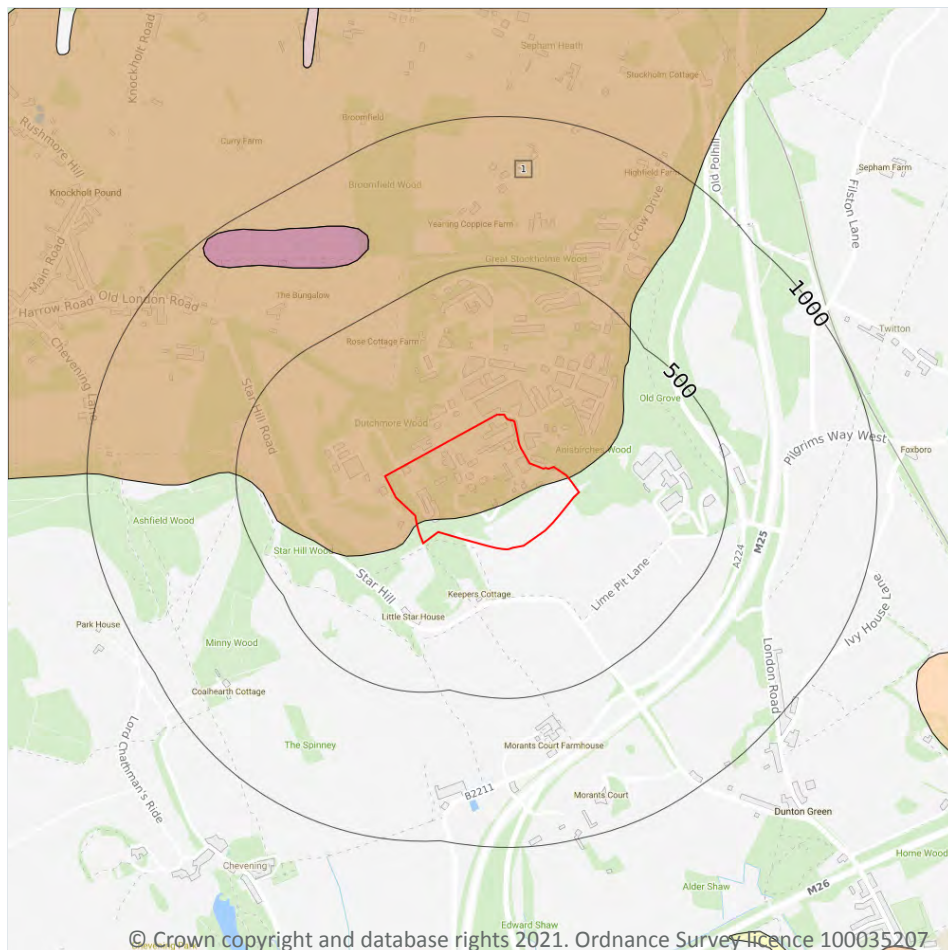 Knockholt Road
Sepham Heath
Stockholm Cottage
Rushmore Hill
Broomfield
Curry Farm
Old Polhill
1
Highfield Farm
Sepham Farm
Filston Lane
Broomfield Wood
Knockholt Pound
Crow Drive
Yearling Coppice Farm
Main Road
Great Stockholme Wood
1000
Harrow Road
Old London Road
The Bungalow
Twitton
Chevening Lane
Rose Cottage Farm
500
Star Hill Road
Old Grove
Dutchmore Wood
Pilgrims Way West
Anisbirches Wood
Foxboro
Ashfield Wood
Star Hill Wood
A224
M25
Lime Pit Lane
Star Hill
Keepers Cottage
Ivy House Lane
Park House
Little Star House
Minny Wood
London Road
Coalhearth Cottage
Lord Chatham's Ride
The Spinney
Morants Court Farmhouse
B2211
Morants Court
Dunton Green
Home Wood
Chevening
Alder Shaw
M26
Edward Shaw
© Crown copyright and database rights 2021. Ordnance Survey licence 100035207